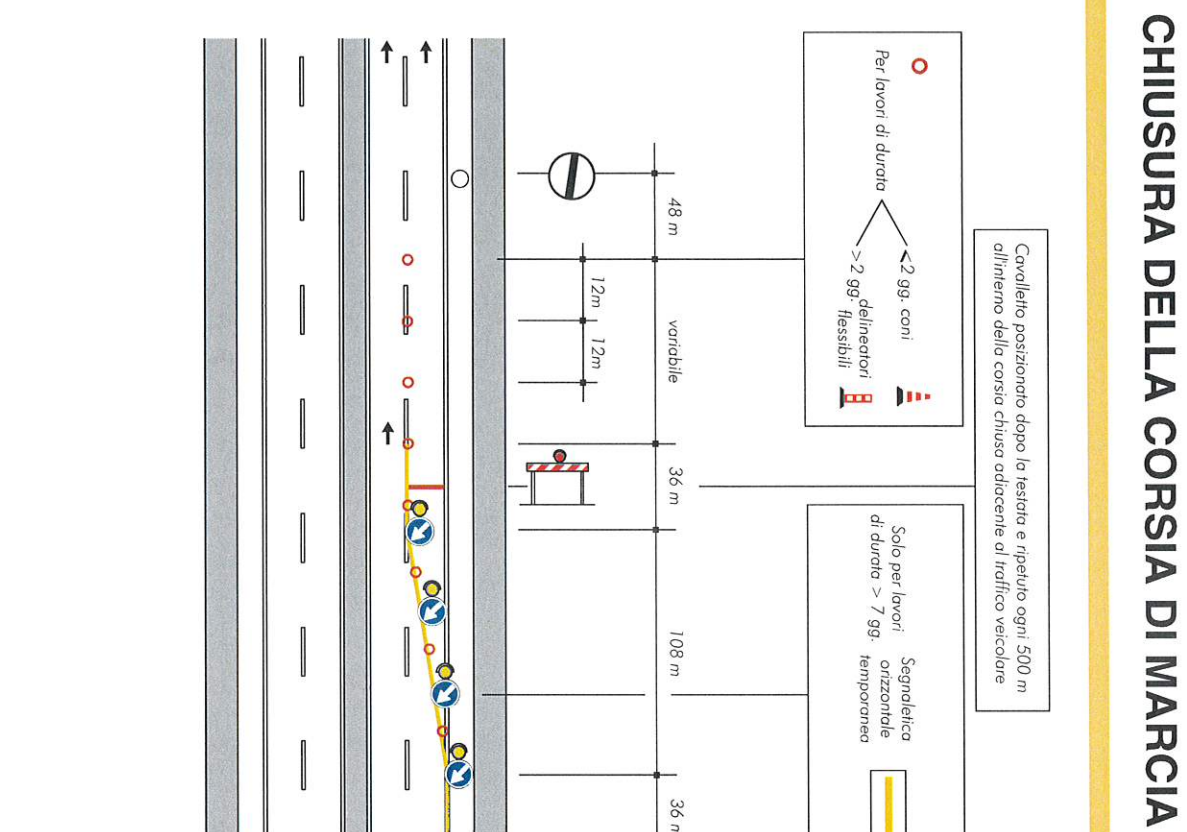 CHIUSURA DELLA CORSIA DI MARCIA
Cavalletto posizionato dopo la testata e ripetuto ogni 500 m
all'interno della corsia chiusa adiacente al traffico veicolare
Per lavori di durata
<2 gg. coni
>2 gg. delineatori
flessibili
Solo per lavori
di durata > 7 gg.
Segnaletica
orizzontale
temporanea
48 m
variabile
36 m
108 m
36 m
12m
12m